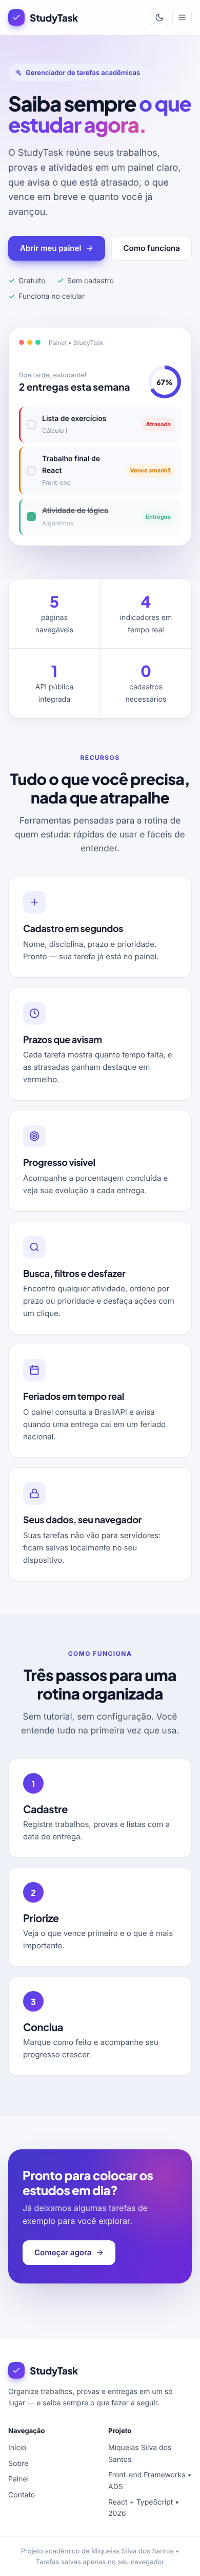 StudyTask
Gerenciador de tarefas acadêmicas
Saiba sempre o que
estudar agora.
O StudyTask reúne seus trabalhos,
provas e atividades em um painel claro,
que avisa o que está atrasado, o que
vence em breve e quanto você já
avançou.
Abrir meu painel →
Como funciona
Gratuito
Sem cadastro
Funciona no celular
Painel • StudyTask
Boa tarde, estudante!
2 entregas esta semana
67%
Lista de exercícios
Cálculo I
Atrasada
Trabalho final de
React
Front-end
Vence amanhã
Atividade de lógica
Algoritmos
Entregue
5
páginas
navegáveis
4
indicadores em
tempo real
1
API pública
integrada
0
cadastros
necessários
RECURSOS
Tudo o que você precisa,
nada que atrapalhe
Ferramentas pensadas para a rotina de
quem estuda: rápidas de usar e fáceis de
entender.
Cadastro em segundos
Nome, disciplina, prazo e prioridade.
Pronto — sua tarefa já está no painel.
Prazos que avisam
Cada tarefa mostra quanto tempo falta, e
as atrasadas ganham destaque em
vermelho.
Progresso visível
Acompanhe a porcentagem concluída e
veja sua evolução a cada entrega.
Busca, filtros e desfazer
Encontre qualquer atividade, ordene por
prazo ou prioridade e desfaça ações com
um clique.
Feriados em tempo real
O painel consulta a BrasilAPI e avisa
quando uma entrega cai em um feriado
nacional.
Seus dados, seu navegador
Suas tarefas não vão para servidores:
ficam salvas localmente no seu
dispositivo.
COMO FUNCIONA
Três passos para uma
rotina organizada
Sem tutorial, sem configuração. Você
entende tudo na primeira vez que usa.
1
Cadastre
Registre trabalhos, provas e listas com a
data de entrega.
2
Priorize
Veja o que vence primeiro e o que é mais
importante.
3
Conclua
Marque como feito e acompanhe seu
progresso crescer.
Pronto para colocar os
estudos em dia?
Já deixamos algumas tarefas de
exemplo para você explorar.
Começar agora →
StudyTask
Organize trabalhos, provas e entregas em um só
lugar — e saiba sempre o que fazer a seguir.
Navegação
Início
Sobre
Painel
Contato
Projeto
Miqueias Silva dos
Santos
Front-end Frameworks •
ADS
React + TypeScript •
2026
Projeto acadêmico de Miqueias Silva dos Santos •
Tarefas salvas apenas no seu navegador